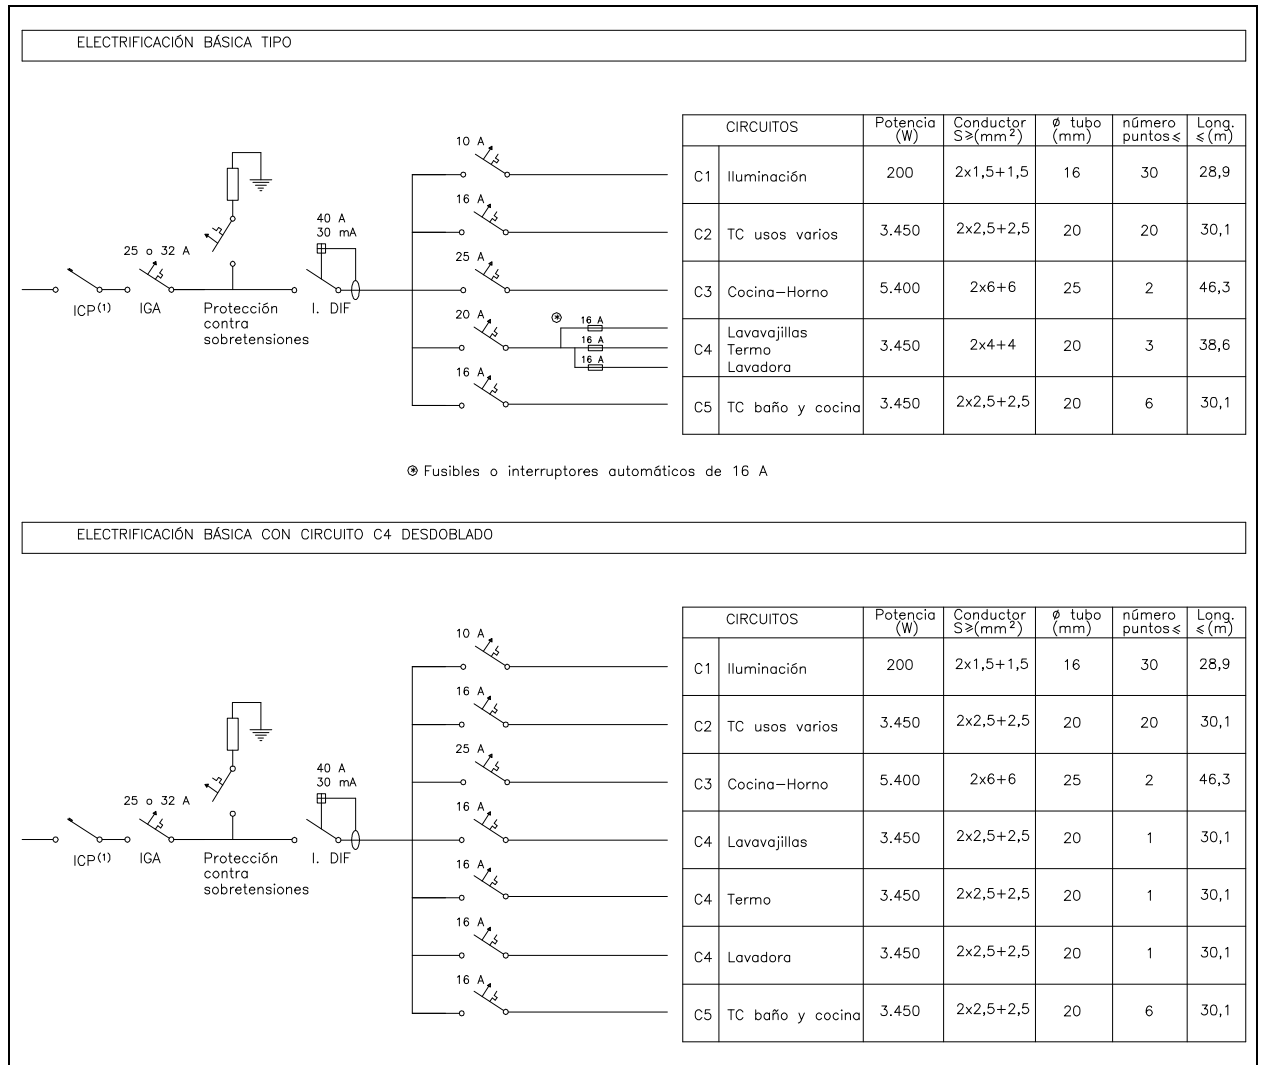 ELECTRIFICACIÓN BÁSICA TIPO
CIRCUITOS Potencia (W) Conductor S≥(mm²) ø tubo (mm) número puntos≤ Long. ≤(m)
10 A
C1 Iluminación 200 2x1,5+1,5 16 30 28,9
16 A
C2 TC usos varios 3.450 2x2,5+2,5 20 20 30,1
40 A
30 mA
25 o 32 A
25 A
C3 Cocina-Horno 5.400 2x6+6 25 2 46,3
ICP(1) IGA Protección contra sobretensiones I. DIF
20 A
⊛ 16 A
16 A
16 A
C4 Lavavajillas Termo Lavadora 3.450 2x4+4 20 3 38,6
16 A
C5 TC baño y cocina 3.450 2x2,5+2,5 20 6 30,1
⊛ Fusibles o interruptores automáticos de 16 A
ELECTRIFICACIÓN BÁSICA CON CIRCUITO C4 DESDOBLADO
CIRCUITOS Potencia (W) Conductor S≥(mm²) ø tubo (mm) número puntos≤ Long. ≤(m)
10 A
C1 Iluminación 200 2x1,5+1,5 16 30 28,9
16 A
C2 TC usos varios 3.450 2x2,5+2,5 20 20 30,1
25 A
C3 Cocina-Horno 5.400 2x6+6 25 2 46,3
40 A
30 mA
25 o 32 A
16 A
C4 Lavavajillas 3.450 2x2,5+2,5 20 1 30,1
ICP(1) IGA Protección contra sobretensiones I. DIF
16 A
C4 Termo 3.450 2x2,5+2,5 20 1 30,1
16 A
C4 Lavadora 3.450 2x2,5+2,5 20 1 30,1
16 A
C5 TC baño y cocina 3.450 2x2,5+2,5 20 6 30,1